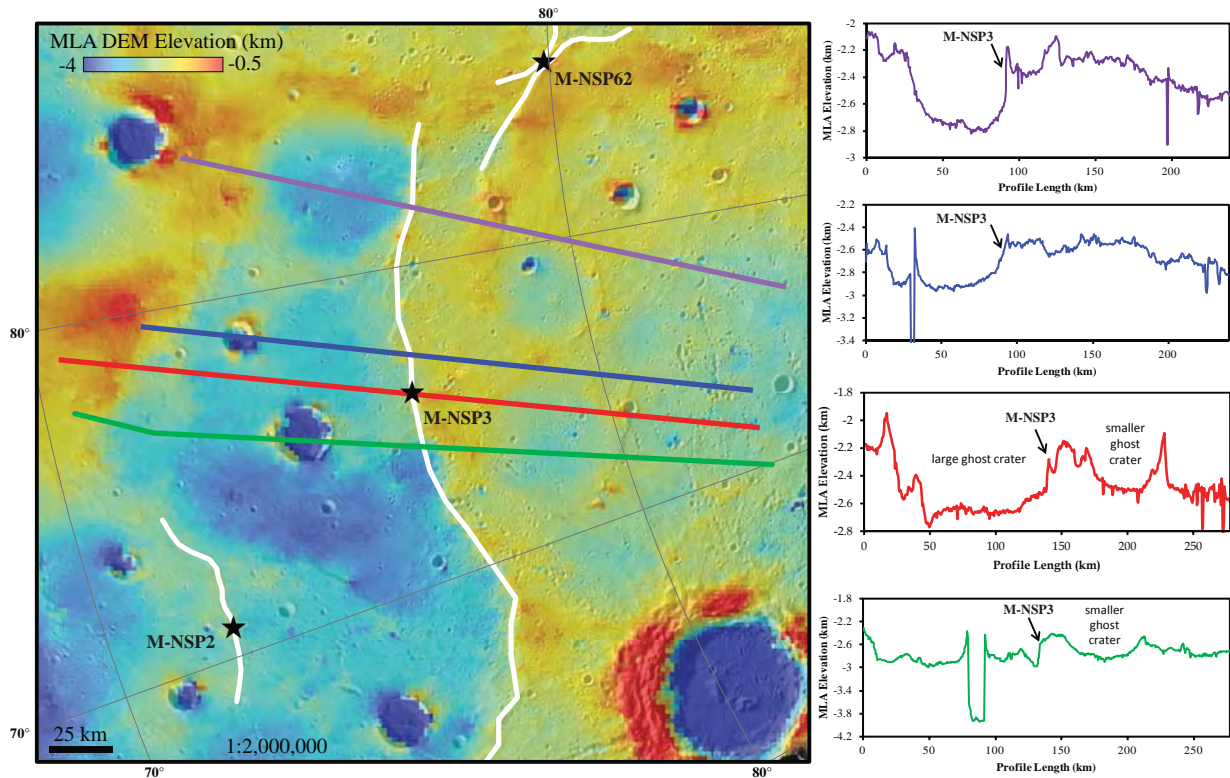 80°
MLA DEM Elevation (km)
-4
-0.5
M-NSP62
80°
M-NSP3
M-NSP2
70°
25 km
1:2,000,000
70°
80°
-2
-2.2
-2.4
-2.6
-2.8
-3
MLA Elevation (km)
M-NSP3
0
50
100
150
200
Profile Length (km)
-2.2
-2.4
-2.6
-2.8
-3
-3.2
-3.4
MLA Elevation (km)
M-NSP3
0
50
100
150
200
Profile Length (km)
-1.8
-2
-2.2
-2.4
-2.6
-2.8
MLA Elevation (km)
M-NSP3
large ghost crater
smaller
ghost
crater
0
50
100
150
200
250
Profile Length (km)
-1.8
-2.2
-2.6
-3
-3.4
-3.8
-4.2
MLA Elevation (km)
M-NSP3
smaller
ghost
crater
0
50
100
150
200
250
Profile Length (km)